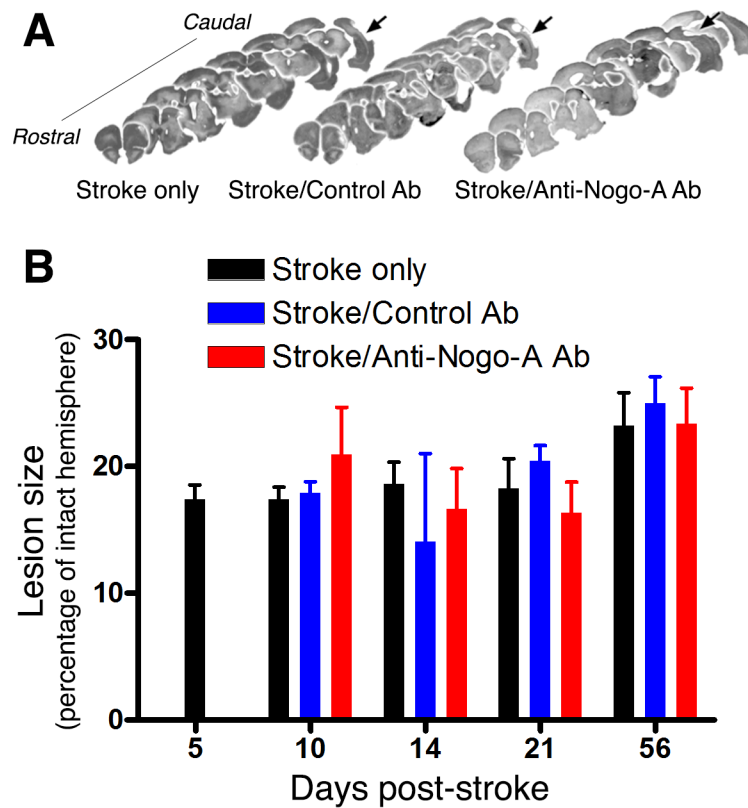 A
Caudal
Rostral
Stroke only
Stroke/Control Ab
Stroke/Anti-Nogo-A Ab
B
Stroke only
Stroke/Control Ab
Stroke/Anti-Nogo-A Ab
Lesion size
(percentage of intact hemisphere)
30
20
10
0
5 10 14 21 56
Days post-stroke